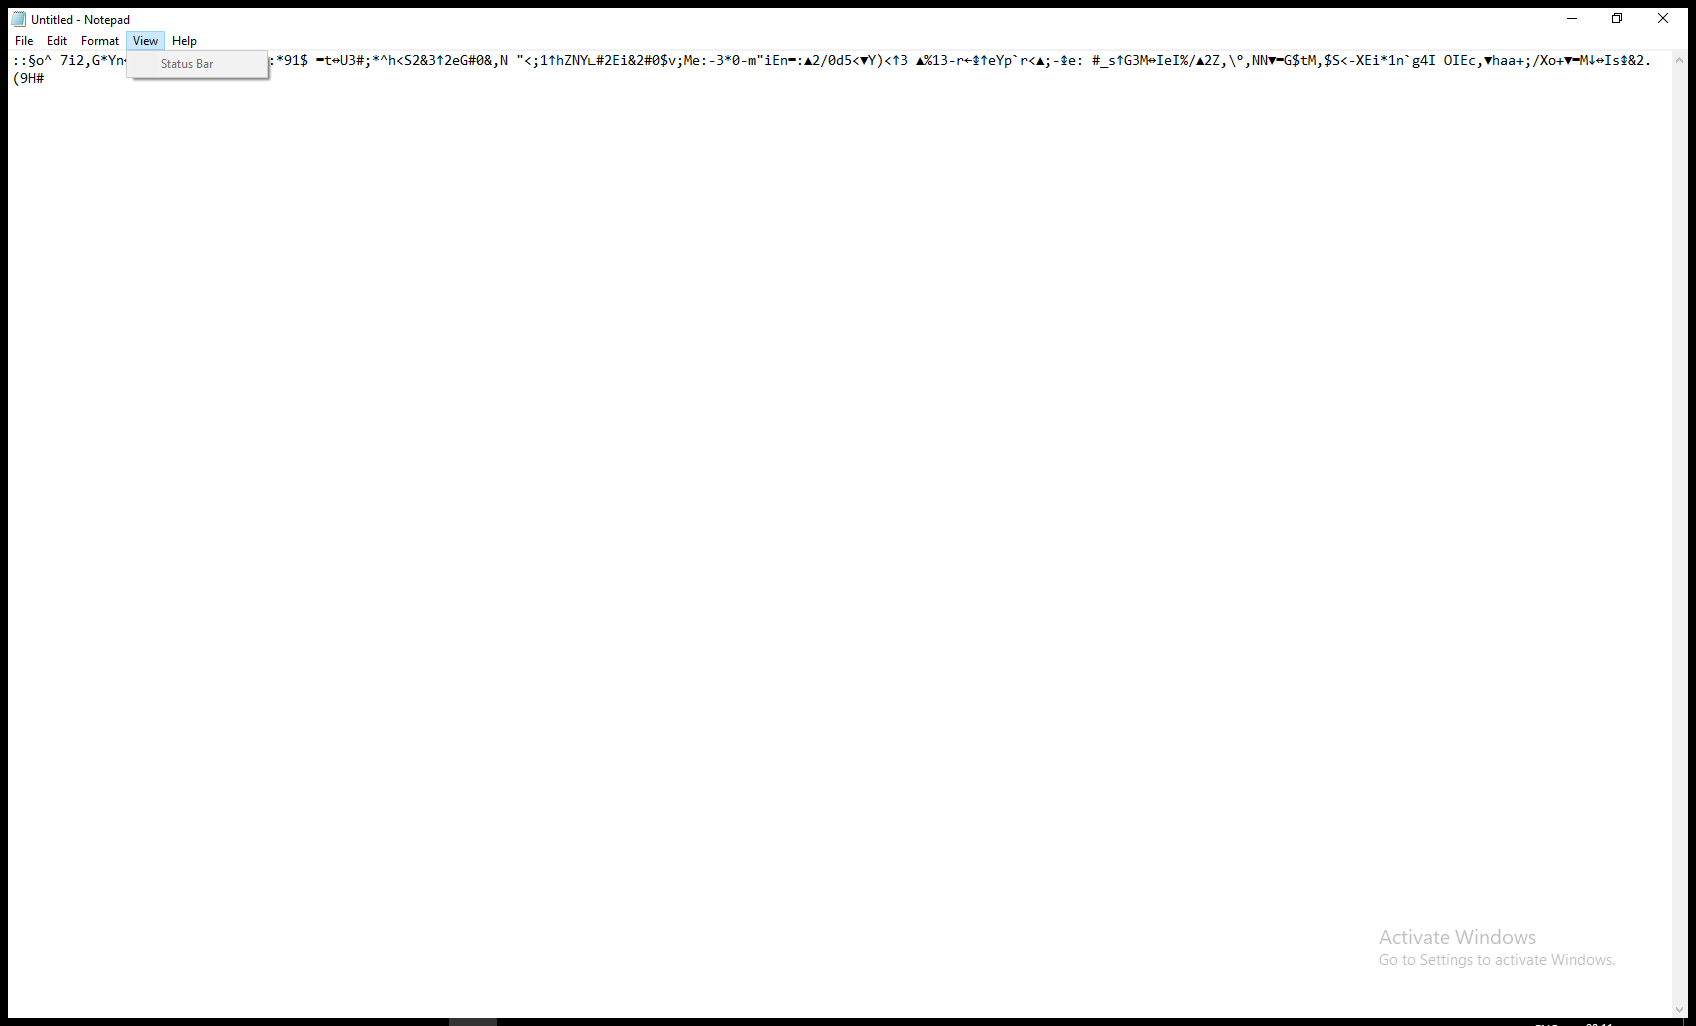 Untitled - Notepad
File Edit Format View Help
Status Bar
::§o^ 7i2,G*Yn :*91$ ▬t↔U3#;*^h<S2&3↑2eG#0&,N "<;1↑hZNY∟#2Ei&2#0$v;Me:-3*0-m"iEn▬:▲2/0d5<▼Y)<↑3 ▲%13-r←↨↑eYp`r<▲;-↨e: #_s↑G3M↔IeI%/▲2Z,\°,NN▼▬G$tM,$S<-XEi*1n`g4I OIEc,▼haa+;/Xo+▼▬M↓↔Is↨&2.
(9H#
Activate Windows
Go to Settings to activate Windows.